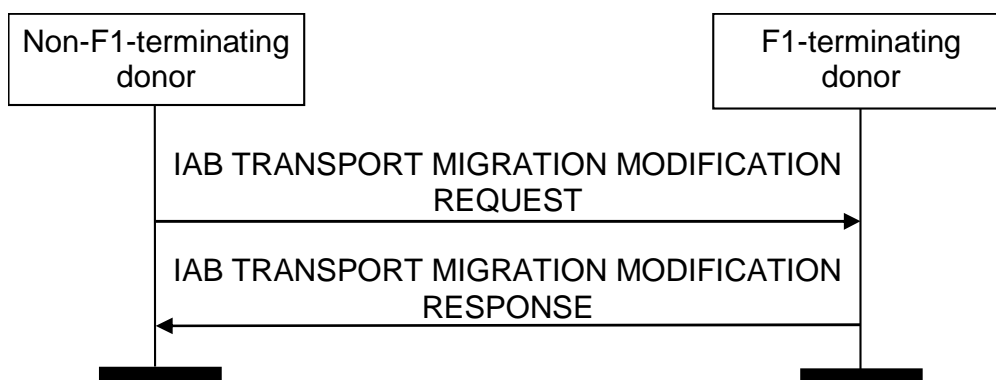 Non-F1-terminating
donor
F1-terminating
donor
IAB TRANSPORT MIGRATION MODIFICATION
REQUEST
IAB TRANSPORT MIGRATION MODIFICATION
RESPONSE